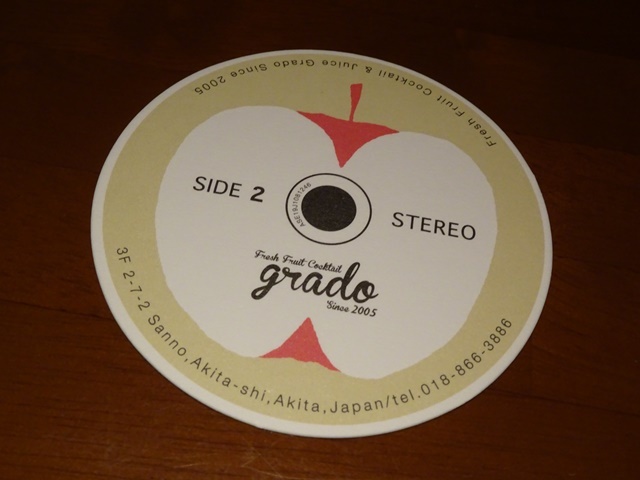 Fresh Fruit Cocktail & Juice Grado Since 2005
SIDE 2
STEREO
Fresh Fruit Cocktail
grado
Since 2005
3F 2-7-2 Sanno,Akita-shi,Akita,Japan/tel.018-866-3886